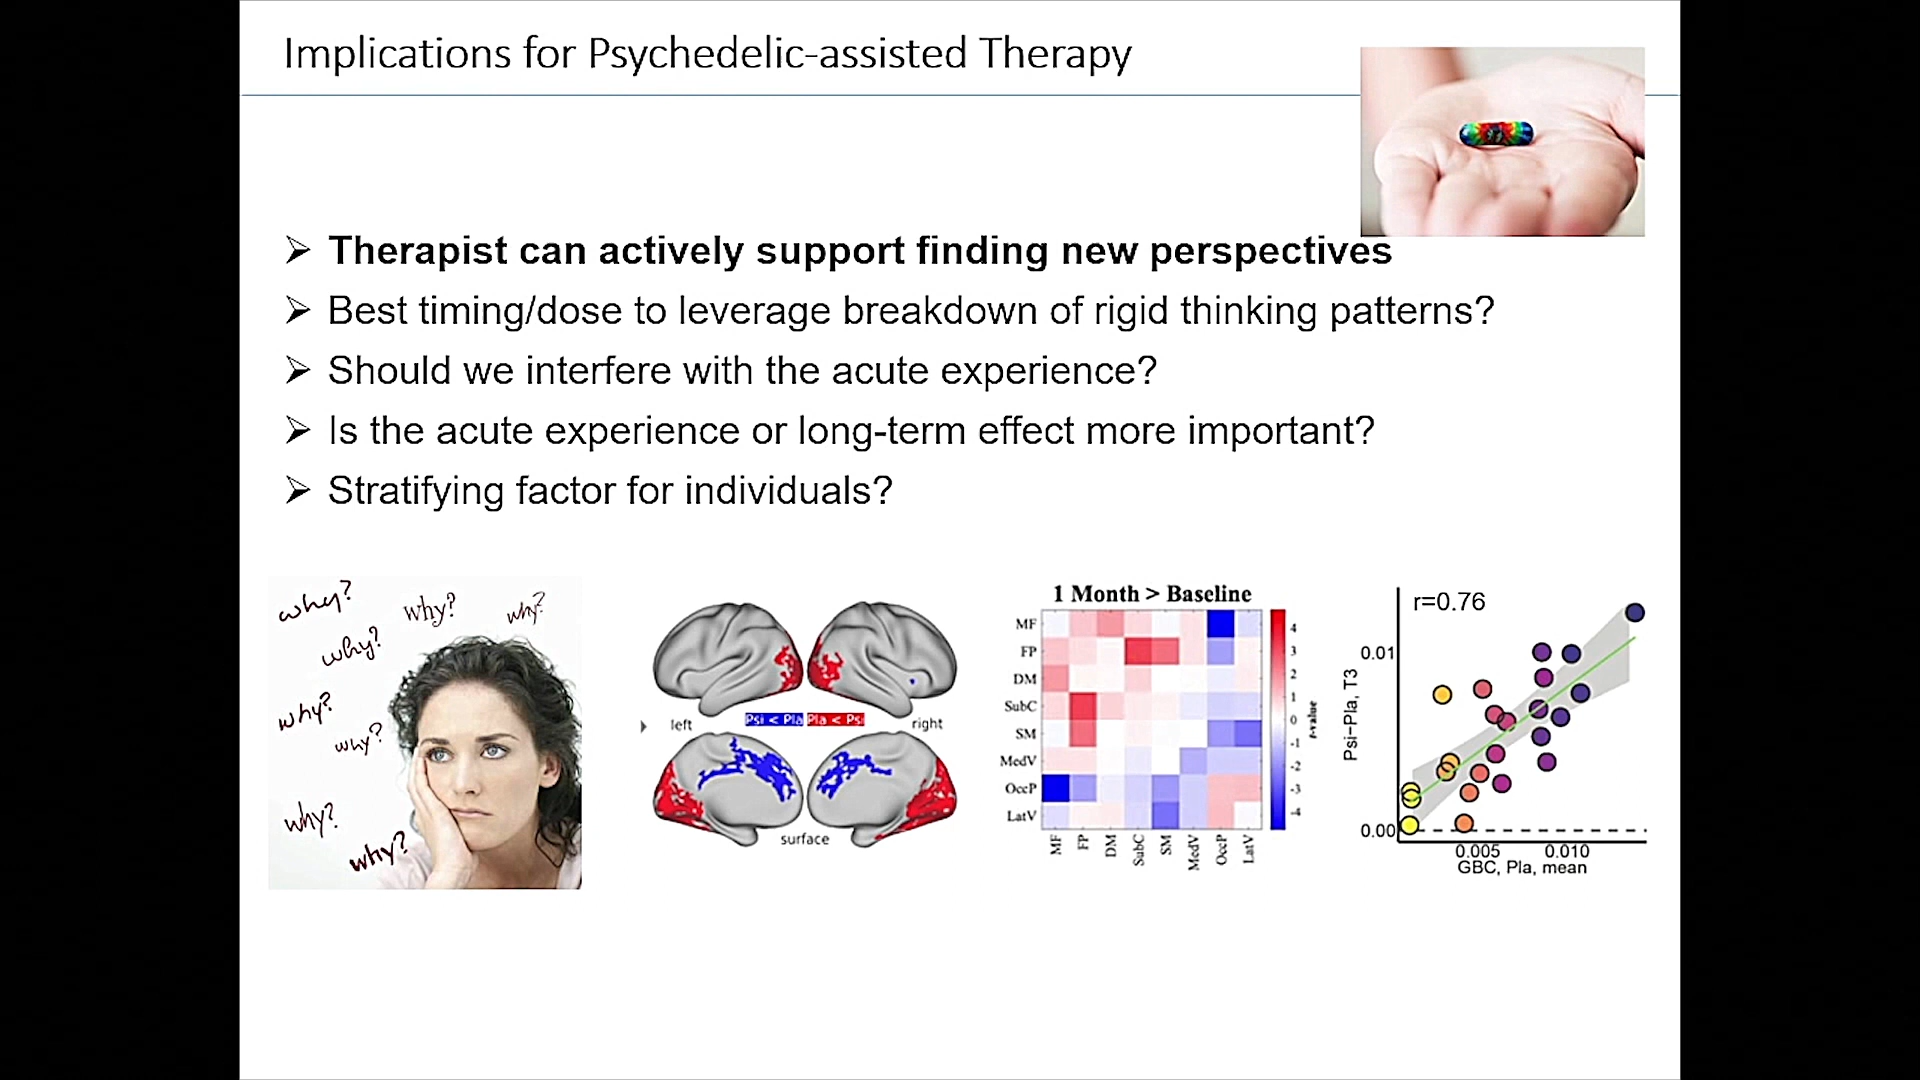 Implications for Psychedelic-assisted Therapy
Therapist can actively support finding new perspectives
Best timing/dose to leverage breakdown of rigid thinking patterns?
Should we interfere with the acute experience?
Is the acute experience or long-term effect more important?
Stratifying factor for individuals?
why? why? why?
why?
why?
why?
why?
why?
left Psi < Pla Pla < Psi right
surface
1 Month > Baseline
MF
FP
DM
SubC
SM
MedV
OccP
LatV
MF FP DM SubC SM MedV OccP LatV
4
3
2
1
0
-1
-2
-3
-4
t-value
r=0.76
Psi-Pla, T3
0.01
0.00
0.005 0.010
GBC, Pla, mean